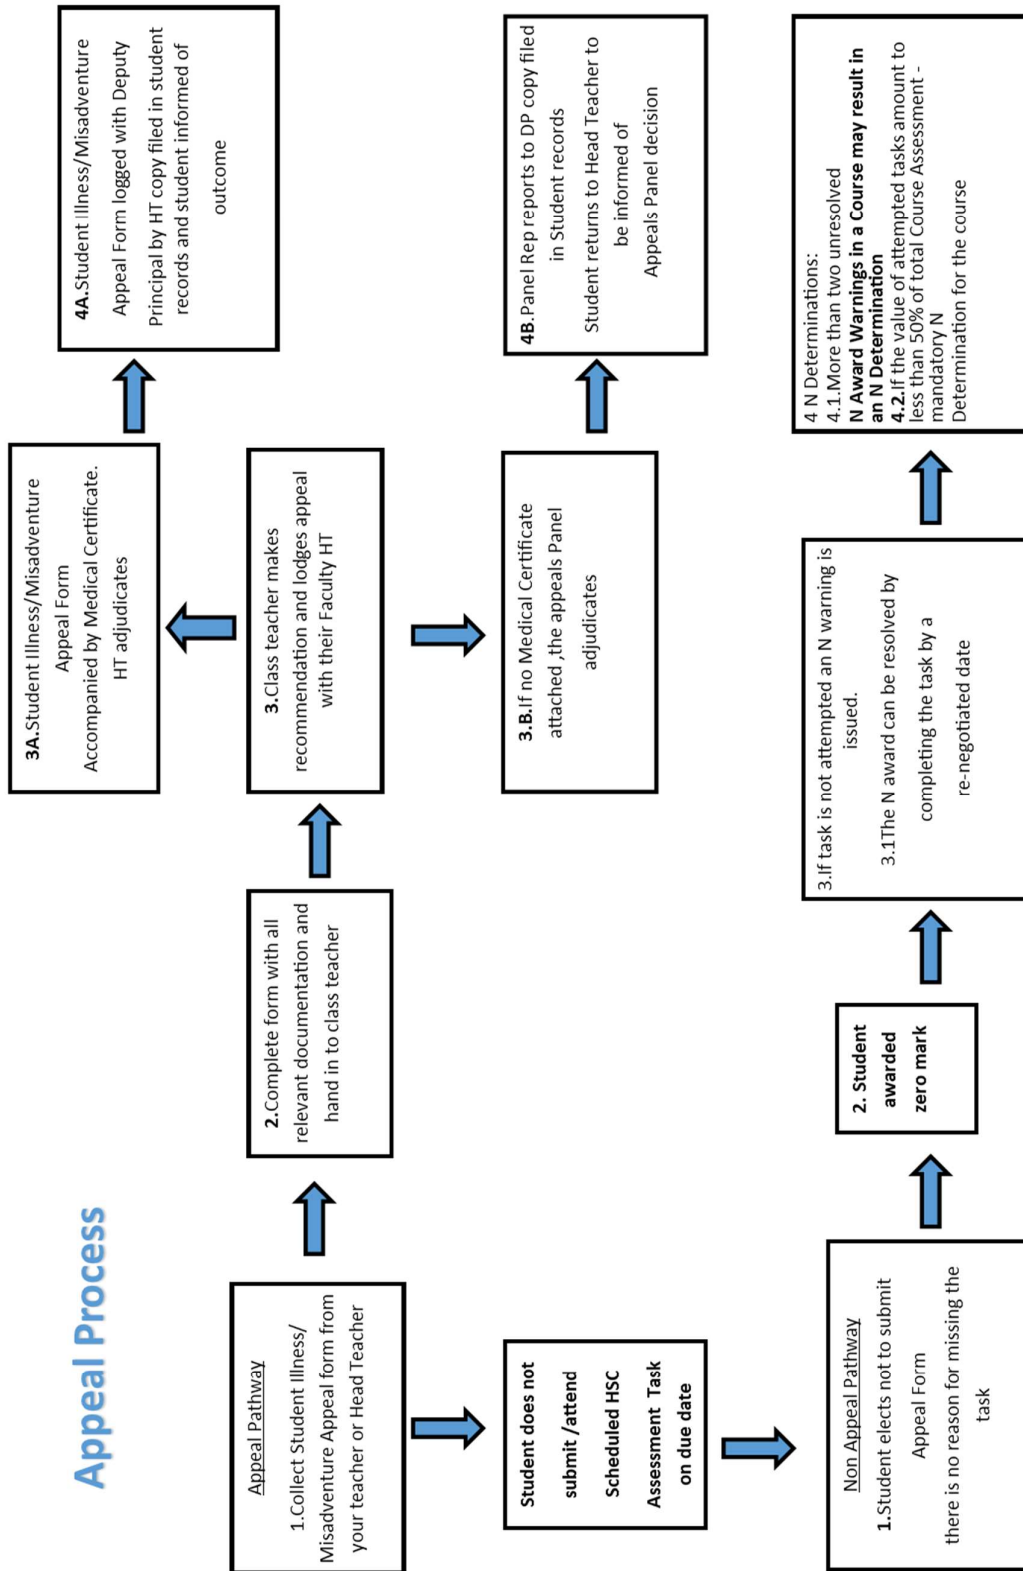 Appeal Process
Appeal Pathway
1.Collect Student Illness/
Misadventure Appeal form from
your teacher or Head Teacher
2.Complete form with all
relevant documentation and
hand in to class teacher
3.Class teacher makes
recommendation and lodges appeal
with their Faculty HT
3A.Student Illness/Misadventure
Appeal Form
Accompanied by Medical Certificate.
HT adjudicates
4A.Student Illness/Misadventure
Appeal Form logged with Deputy
Principal by HT copy filed in student
records and student informed of
outcome
3.B.If no Medical Certificate
attached ,the appeals Panel
adjudicates
4B.Panel Rep reports to DP copy filed
in Student records
Student returns to Head Teacher to
be informed of
Appeals Panel decision
Student does not
submit /attend
Scheduled HSC
Assessment Task
on due date
Non Appeal Pathway
1.Student elects not to submit
Appeal Form
there is no reason for missing the
task
2. Student
awarded
zero mark
3.If task is not attempted an N warning is
issued.
3.1The N award can be resolved by
completing the task by a
re-negotiated date
4 N Determinations:
4.1.More than two unresolved
N Award Warnings in a Course may result in
an N Determination
4.2.If the value of attempted tasks amount to
less than 50% of total Course Assessment -
mandatory N
Determination for the course